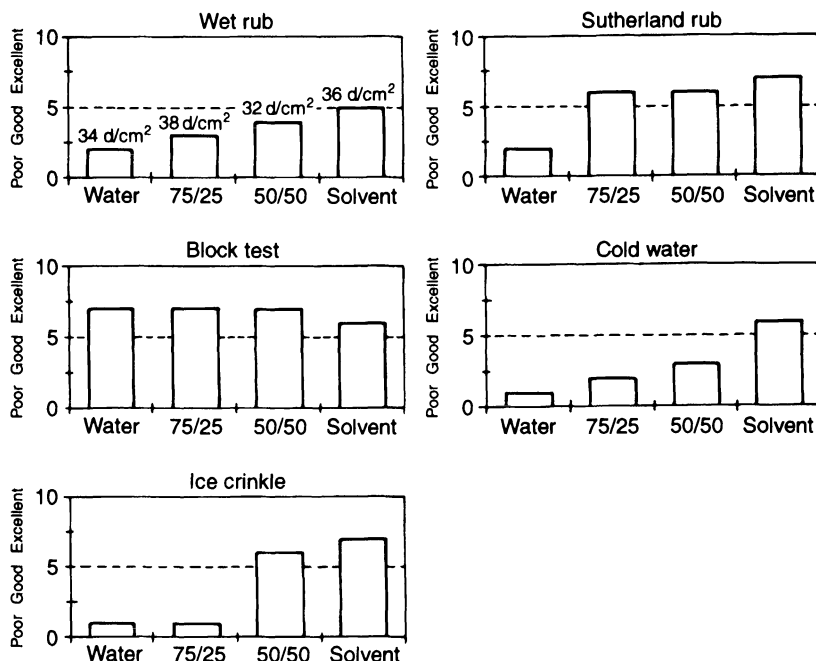 Wet rub
10
5
0
Poor Good Excellent
34 d/cm²
38 d/cm²
32 d/cm²
36 d/cm²
Water 75/25 50/50 Solvent
Sutherland rub
10
5
0
Poor Good Excellent
Water 75/25 50/50 Solvent
Block test
10
5
0
Poor Good Excellent
Water 75/25 50/50 Solvent
Cold water
10
5
0
Poor Good Excellent
Water 75/25 50/50 Solvent
Ice crinkle
10
5
0
Poor Good Excellent
Water 75/25 50/50 Solvent